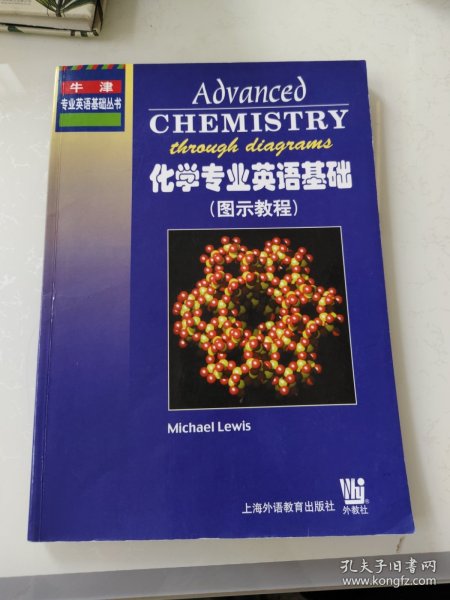 牛津
专业英语基础丛书
Advanced
CHEMISTRY
through diagrams
化学专业英语基础
(图示教程)
Michael Lewis
上海外语教育出版社
外教社
®
孔夫子旧书网
www.kongfz.com